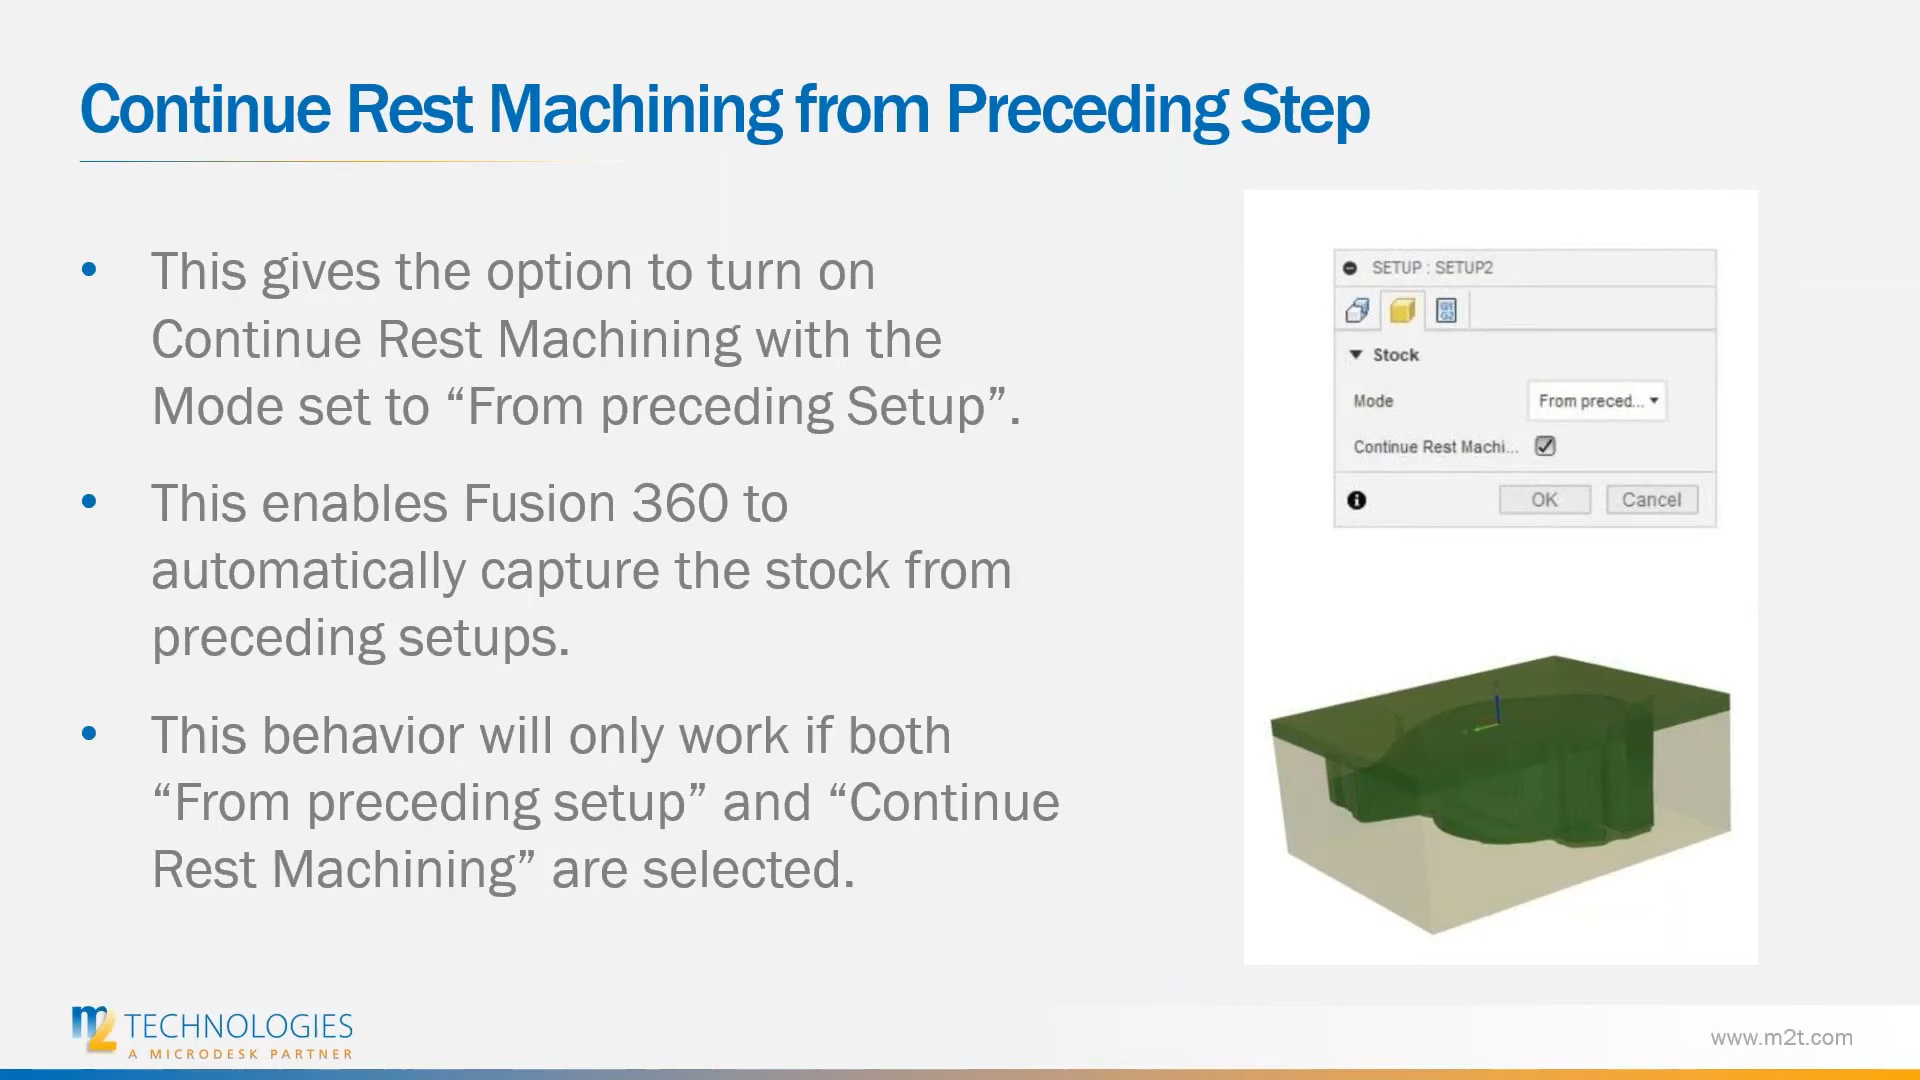 Continue Rest Machining from Preceding Step
• This gives the option to turn on
Continue Rest Machining with the
Mode set to “From preceding Setup”.
• This enables Fusion 360 to
automatically capture the stock from
preceding setups.
• This behavior will only work if both
“From preceding setup” and “Continue
Rest Machining” are selected.
SETUP : SETUP2
G1
G2
Stock
Mode From preced...
Continue Rest Machi...
OK Cancel
m2 TECHNOLOGIES
A MICRODESK PARTNER
www.m2t.com